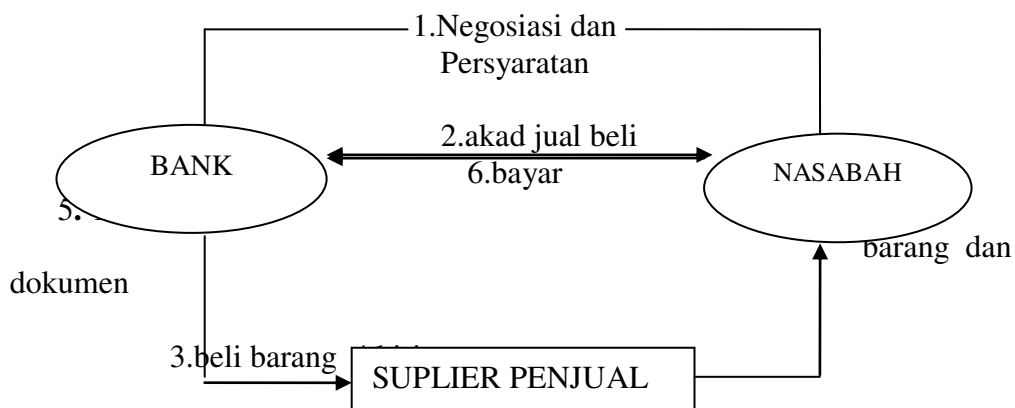 1.Negosiasi dan
Persyaratan
2.akad jual beli
BANK
6.bayar
NASABAH
5.
barang dan
dokumen
3.beli barang
SUPLIER PENJUAL